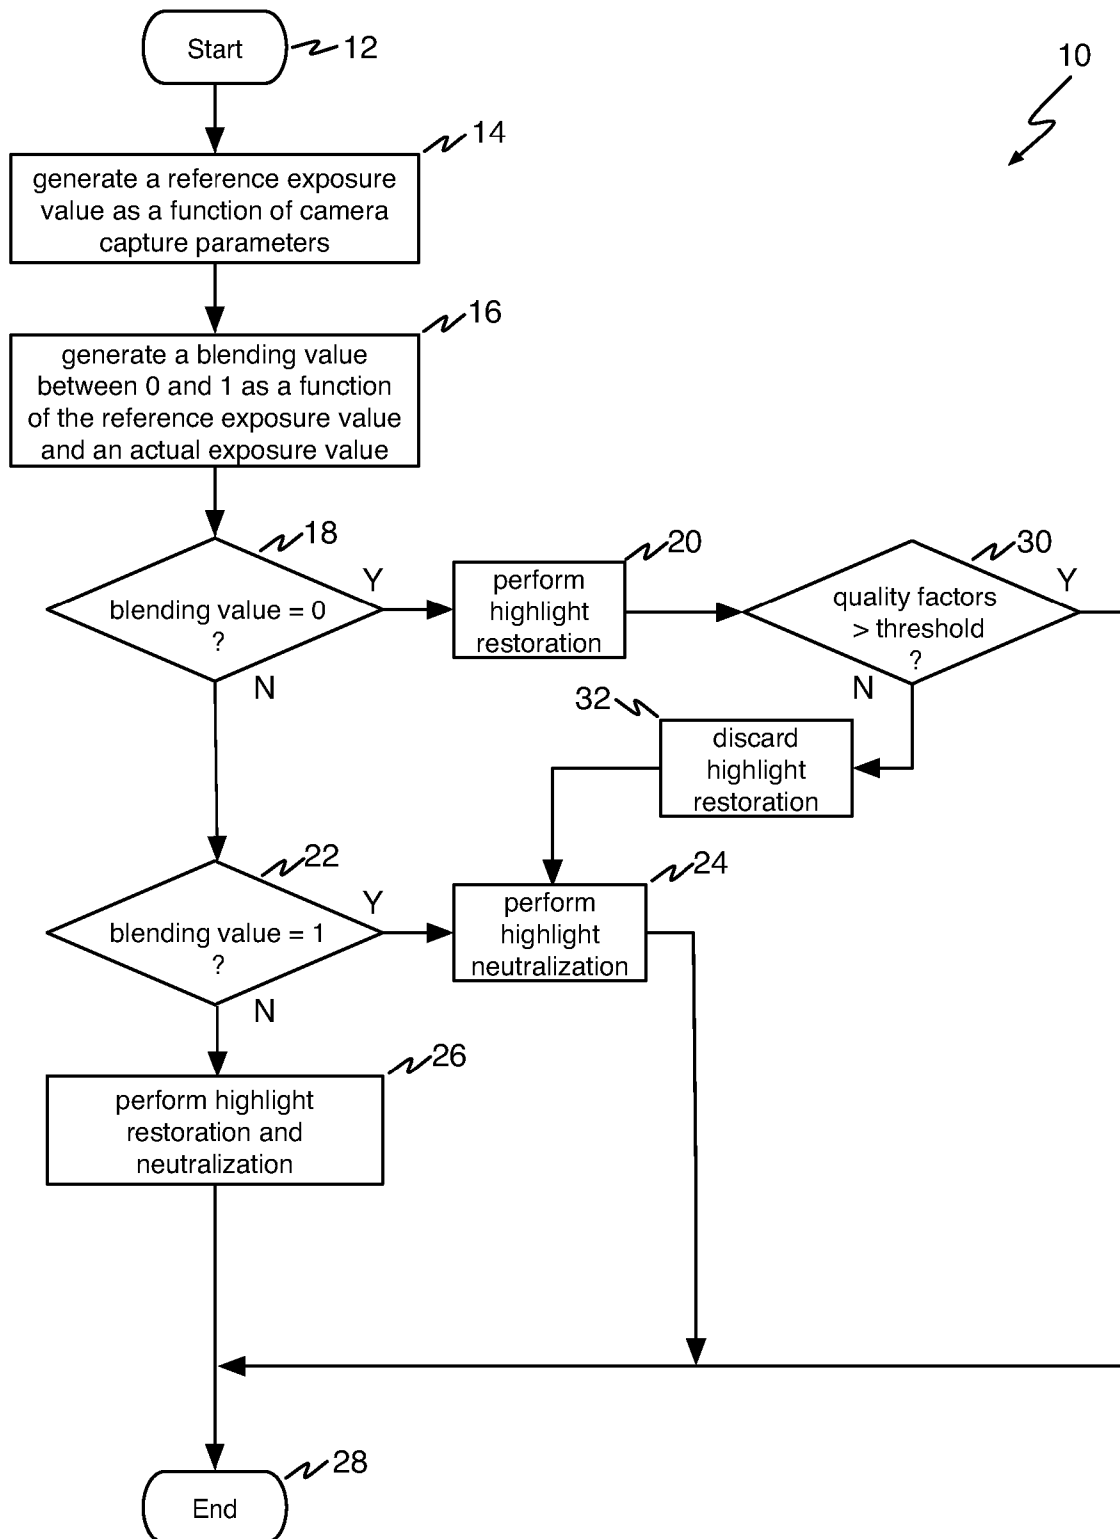 Start
12
10
14
generate a reference exposure
value as a function of camera
capture parameters
16
generate a blending value
between 0 and 1 as a function
of the reference exposure value
and an actual exposure value
18
blending value = 0
?
Y
N
20
perform
highlight
restoration
30
quality factors
> threshold
?
Y
N
32
discard
highlight
restoration
22
blending value = 1
?
Y
N
24
perform
highlight
neutralization
26
perform highlight
restoration and
neutralization
28
End